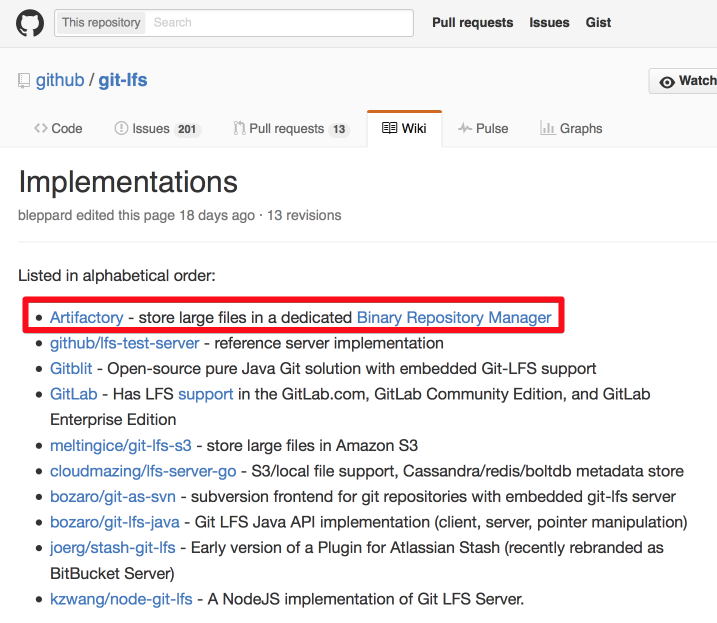 This repository Search Pull requests Issues Gist
github / git-lfs Watch
Code Issues 201 Pull requests 13 Wiki Pulse Graphs
Implementations
bleppard edited this page 18 days ago · 13 revisions
Listed in alphabetical order:
• Artifactory - store large files in a dedicated Binary Repository Manager
• github/lfs-test-server - reference server implementation
• Gitblit - Open-source pure Java Git solution with embedded Git-LFS support
• GitLab - Has LFS support in the GitLab.com, GitLab Community Edition, and GitLab
Enterprise Edition
• meltingice/git-lfs-s3 - store large files in Amazon S3
• cloudmazing/lfs-server-go - S3/local file support, Cassandra/redis/boltdb metadata store
• bozaro/git-as-svn - subversion frontend for git repositories with embedded git-lfs server
• bozaro/git-lfs-java - Git LFS Java API implementation (client, server, pointer manipulation)
• joerg/stash-git-lfs - Early version of a Plugin for Atlassian Stash (recently rebranded as
BitBucket Server)
• kzwang/node-git-lfs - A NodeJS implementation of Git LFS Server.